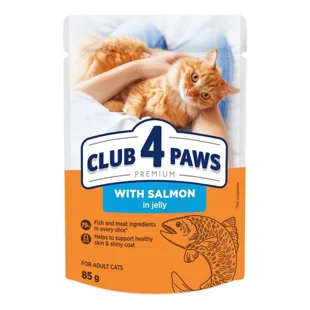 CLUB 4 PAWS
PREMIUM
WITH SALMON
in jelly
Fish and meat ingredients
in every slice*
Helps to support healthy
skin & shiny coat
FOR ADULT CATS
85 g